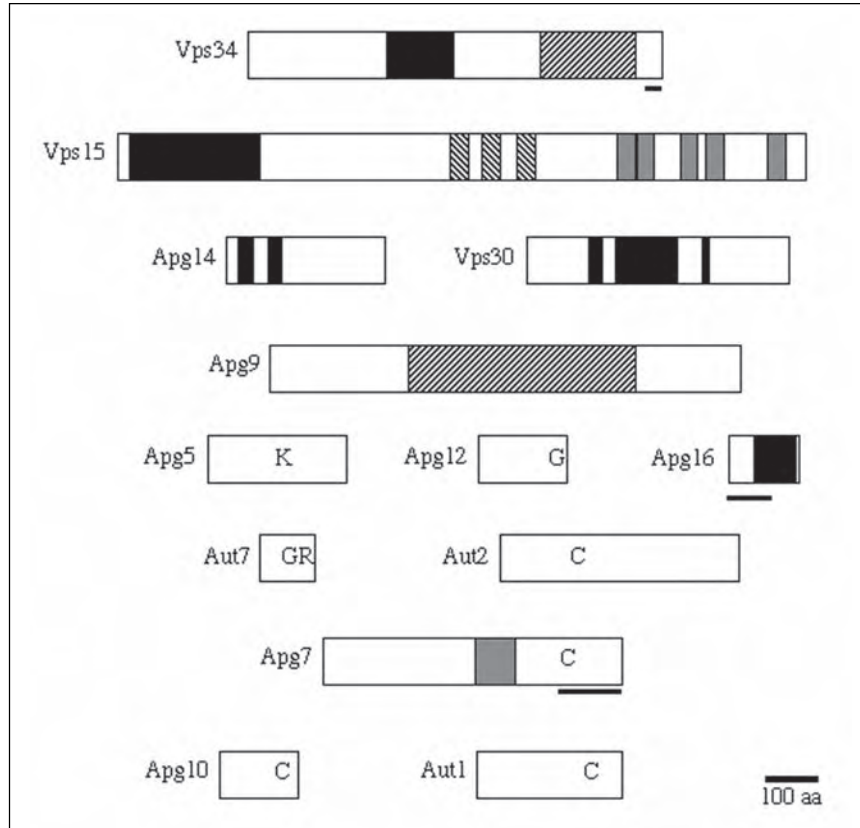 Vps34
Vps15
Apg14 Vps30
Apg9
Apg5 K Apg12 G Apg16
Aut7 GR Aut2 C
Apg7 C
Apg10 C Aut1 C
100 aa